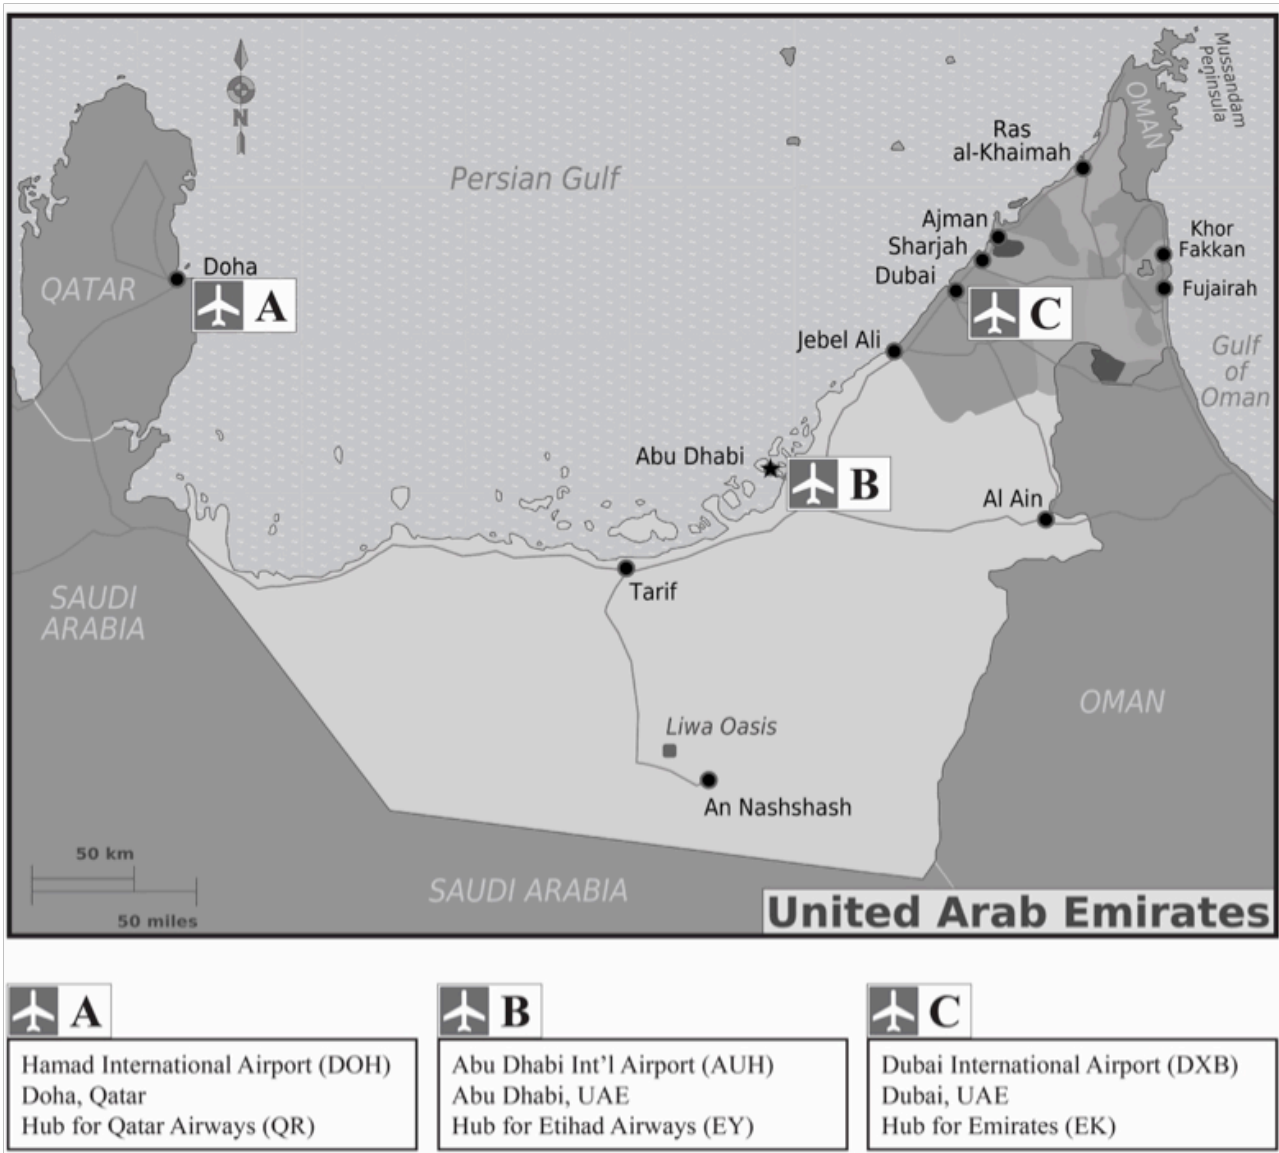 Mussandam
Peninsula
OMAN
N
Ras
al-Khaimah
Persian Gulf
Ajman
Sharjah
Dubai
Khor
Fakkan
Fujairah
Doha
QATAR
A
C
Jebel Ali
Gulf
of
Oman
Abu Dhabi
B
Al Ain
Tarif
SAUDI
ARABIA
OMAN
Liwa Oasis
An Nashshash
50 km
50 miles
SAUDI ARABIA
United Arab Emirates
A
Hamad International Airport (DOH)
Doha, Qatar
Hub for Qatar Airways (QR)
B
Abu Dhabi Int’l Airport (AUH)
Abu Dhabi, UAE
Hub for Etihad Airways (EY)
C
Dubai International Airport (DXB)
Dubai, UAE
Hub for Emirates (EK)